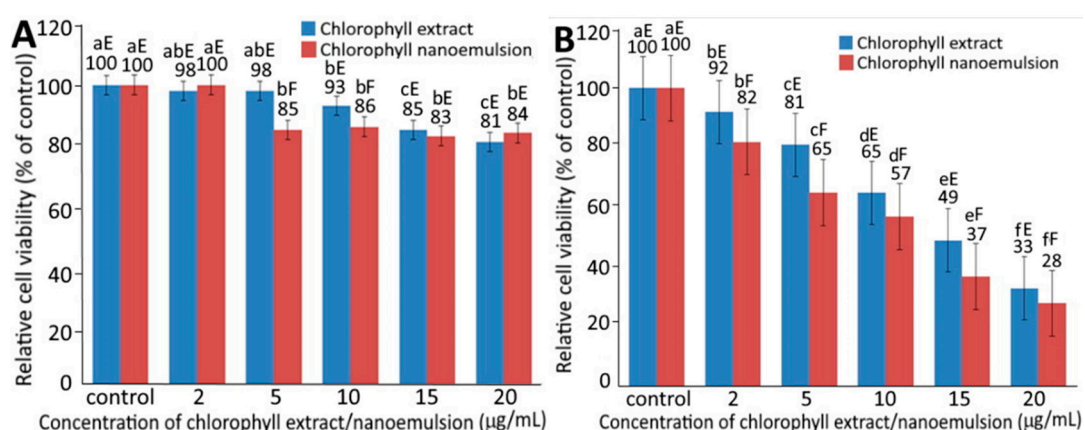 A
Relative cell viability (% of control)
120
100
80
60
40
20
0
Chlorophyll extract
Chlorophyll nanoemulsion
aE
100
aE
100
abE
98
aE
100
abE
98
bF
85
bE
93
bF
86
cE
85
bE
83
cE
81
bE
84
control 2 5 10 15 20
Concentration of chlorophyll extract/nanoemulsion (μg/mL)
B
Relative cell viability (% of control)
120
100
80
60
40
20
0
Chlorophyll extract
Chlorophyll nanoemulsion
aE
100
aE
100
bE
92
bF
82
cE
81
cF
65
dE
65
dF
57
eE
49
eF
37
fE
33
fF
28
control 2 5 10 15 20
Concentration of chlorophyll extract/nanoemulsion (μg/mL)